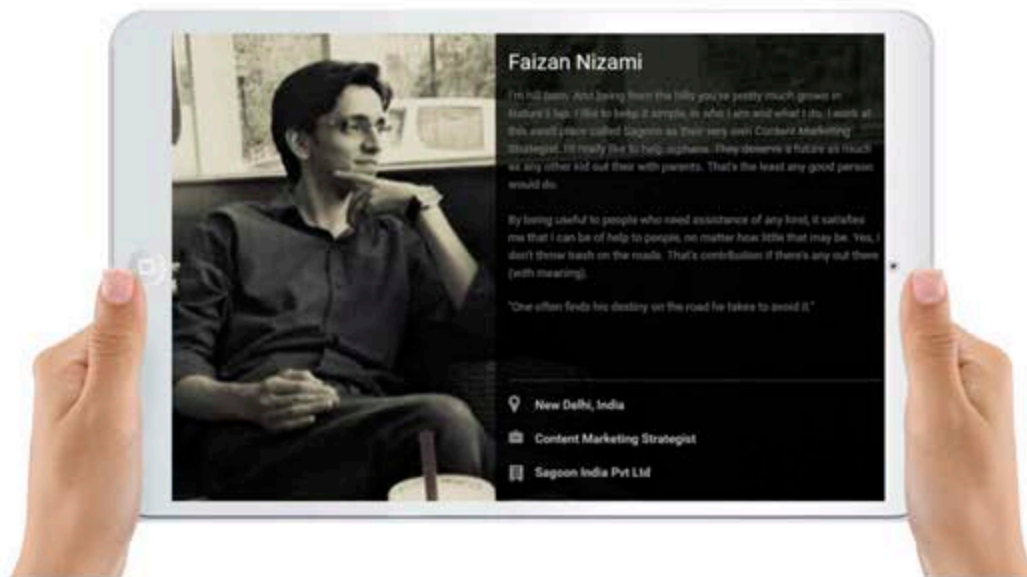 Faizan Nizami
I'm hill born. And being from the hills you're pretty much grown in
Nature's lap. I like to keep it simple, in who I am and what I do. I work at
this sweet place called Sagoon as their very own Content Marketing
Strategist. I'd really like to help orphans. They deserve a future as much
as any other kid out their with parents. That's the least any good person
would do.
By being useful to people who need assistance of any kind, it satisfies
me that I can be of help to people, on matter how little that may be. Yes, I
don't throw trash on the roads. That's contribution if there's any out there
(with meaning).
"One often finds his destiny on the road he takes to avoid it."
New Delhi, India
Content Marketing Strategist
Sagoon India Pvt Ltd